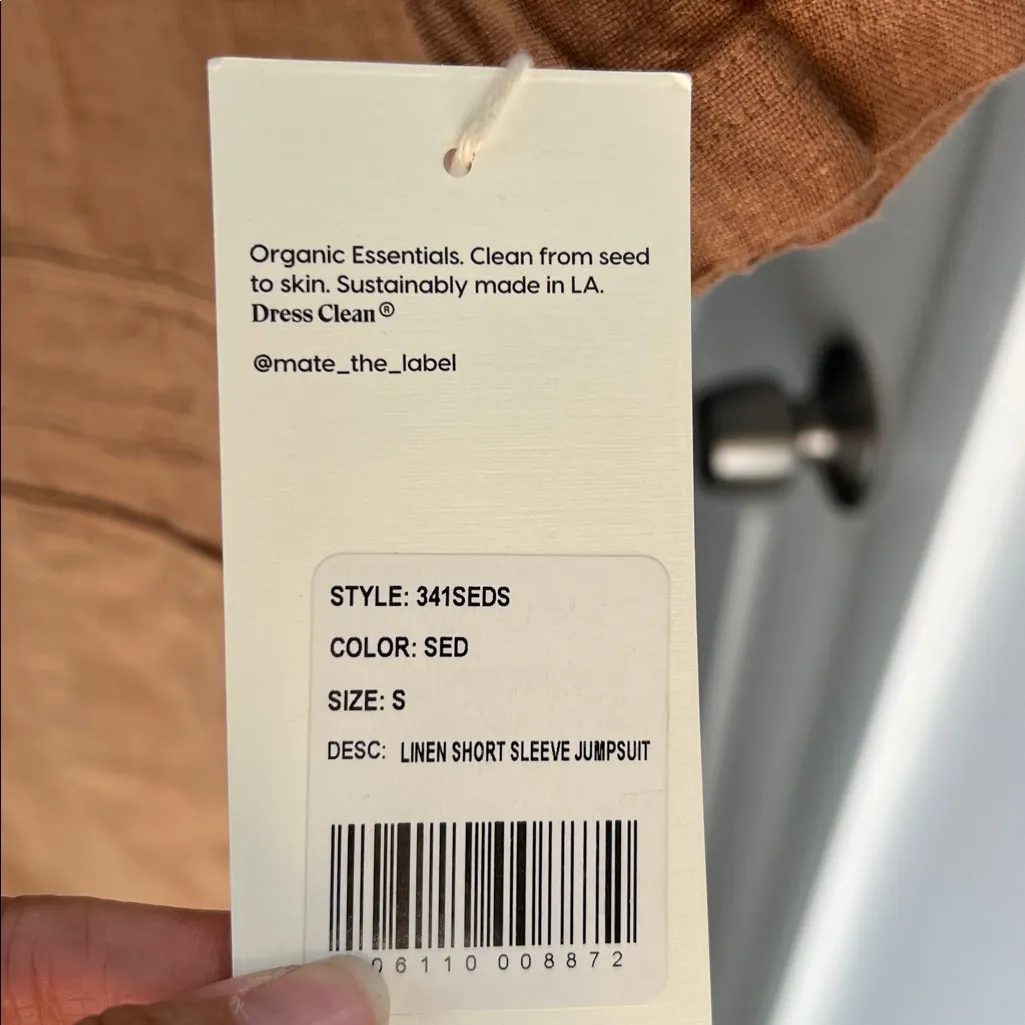 Organic Essentials. Clean from seed
to skin. Sustainably made in LA.
Dress Clean®
@mate_the_label
STYLE: 341SEDS
COLOR: SED
SIZE: S
DESC: LINEN SHORT SLEEVE JUMPSUIT
06110 008872